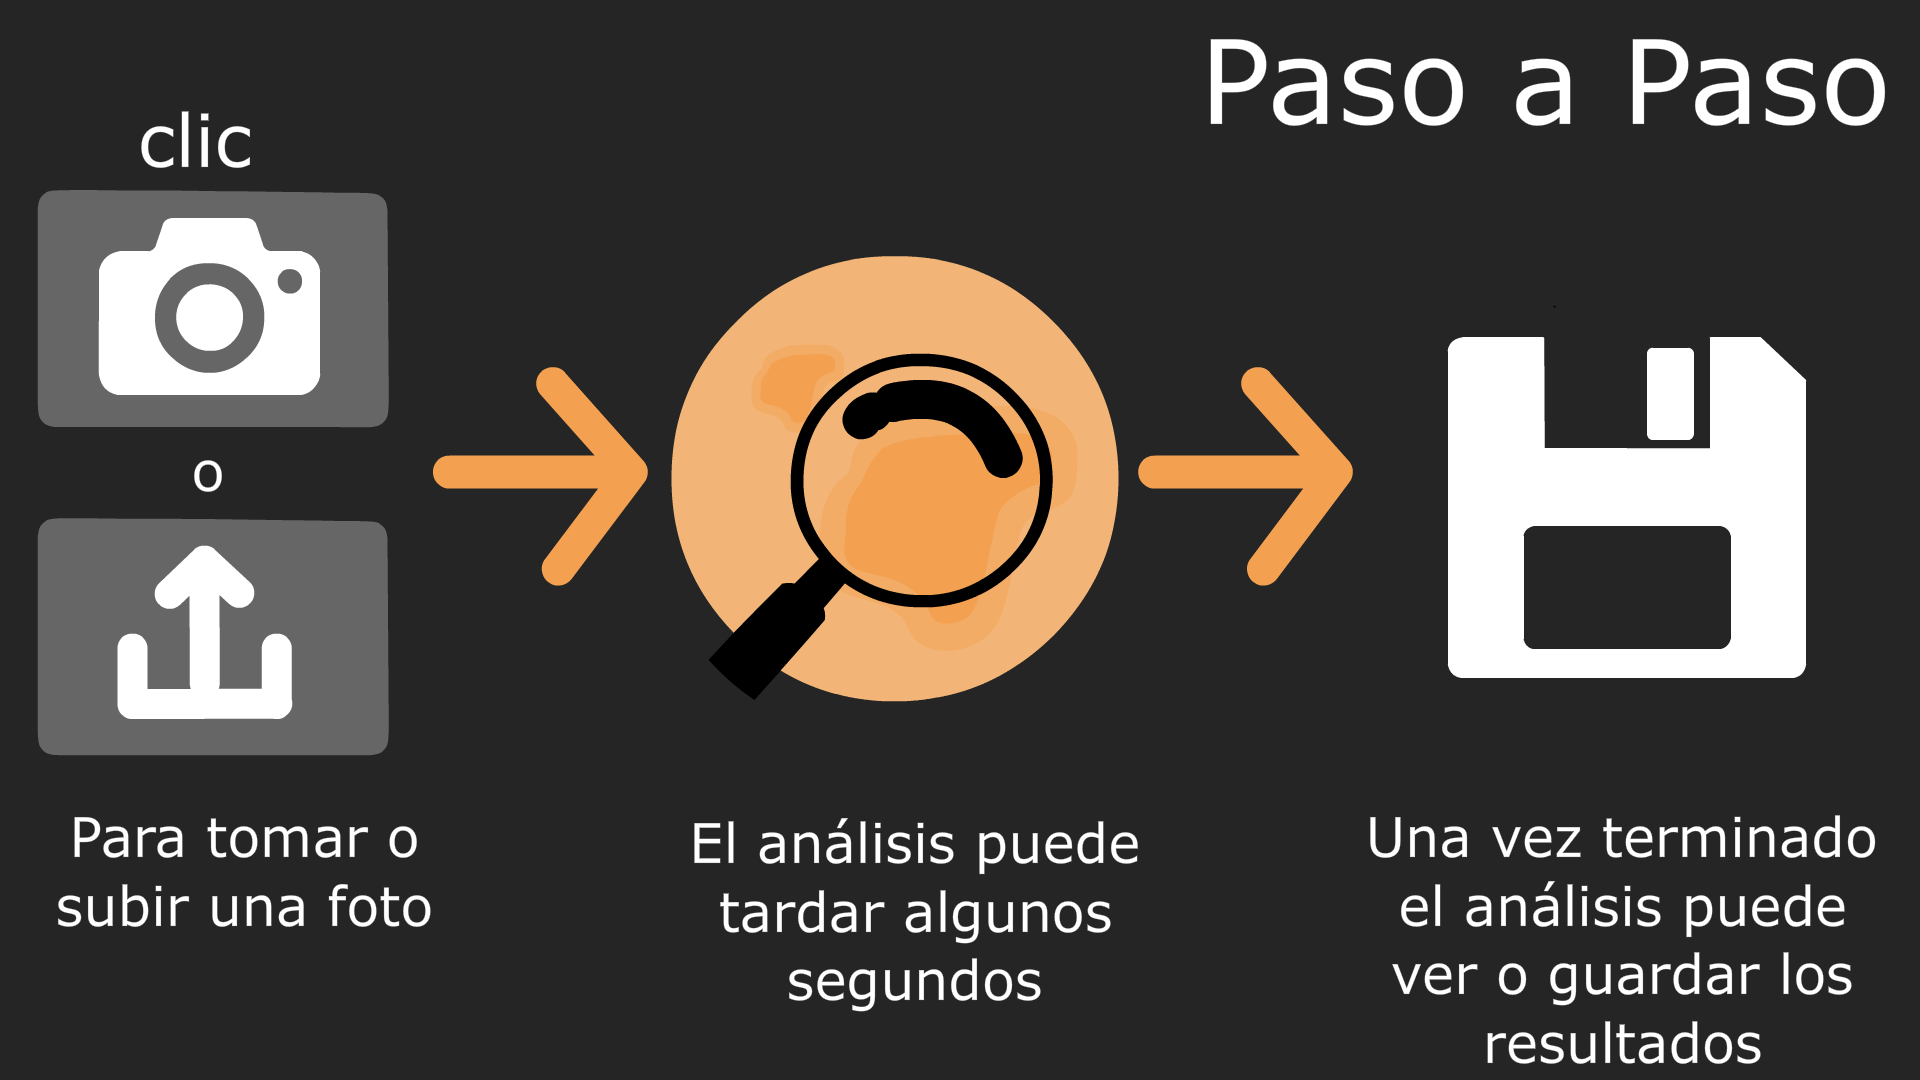 Paso a Paso
clic
o
Para tomar o
subir una foto
El análisis puede
tardar algunos
segundos
Una vez terminado
el análisis puede
ver o guardar los
resultados